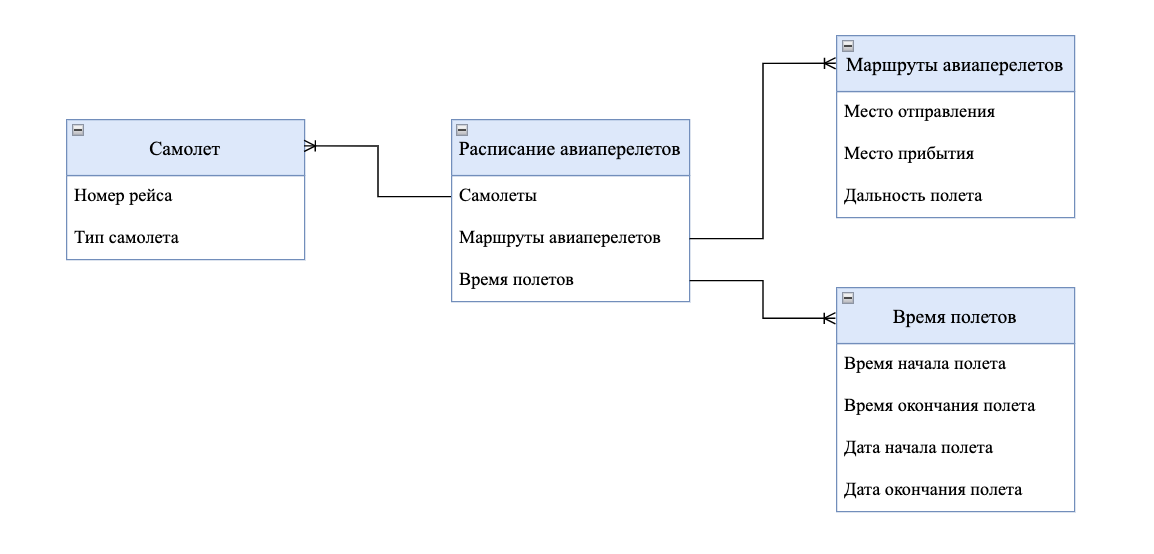 Самолет
Номер рейса
Тип самолета
Расписание авиаперелетов
Самолеты
Маршруты авиаперелетов
Время полетов
Маршруты авиаперелетов
Место отправления
Место прибытия
Дальность полета
Время полетов
Время начала полета
Время окончания полета
Дата начала полета
Дата окончания полета